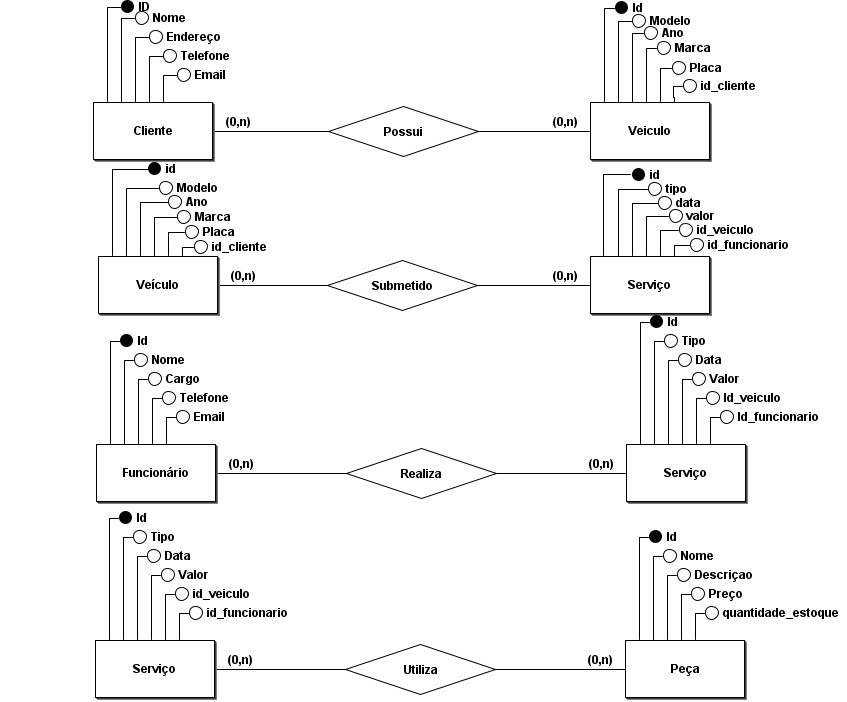 ID
Nome
Endereço
Telefone
Email
Cliente
(0,n)
Possui
(0,n)
Id
Modelo
Ano
Marca
Placa
id_cliente
Veiculo
id
Modelo
Ano
Marca
Placa
id_cliente
Veículo
(0,n)
Submetido
(0,n)
id
tipo
data
valor
id_veiculo
id_funcionario
Serviço
Id
Nome
Cargo
Telefone
Email
Funcionário
(0,n)
Realiza
(0,n)
Id
Tipo
Data
Valor
Id_veiculo
Id_funcionario
Serviço
Id
Tipo
Data
Valor
id_veiculo
id_funcionario
Serviço
(0,n)
Utiliza
(0,n)
Id
Nome
Descriçao
Preço
quantidade_estoque
Peça